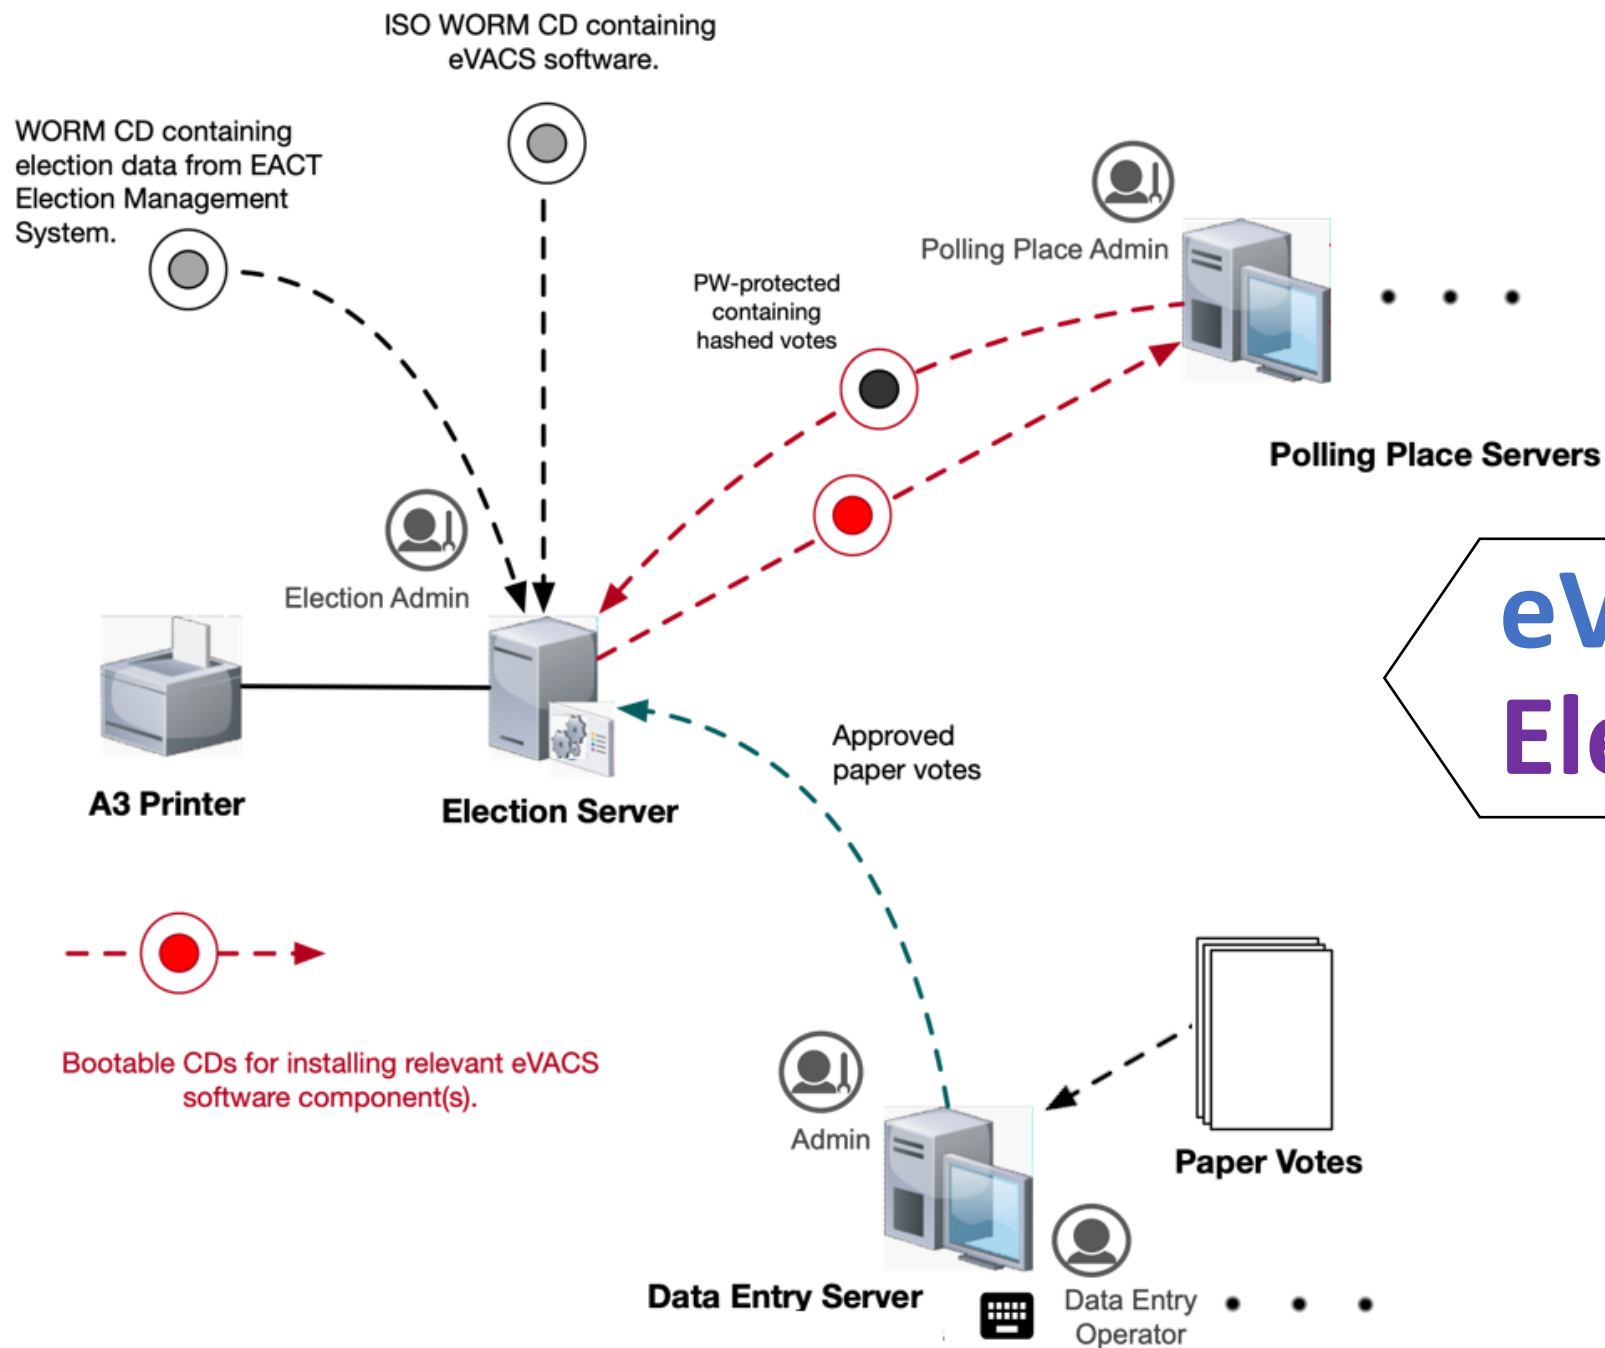 ISO WORM CD containing
eVACS software.
WORM CD containing
election data from EACT
Election Management
System.
Polling Place Admin
PW-protected
containing
hashed votes
Polling Place Servers
Election Admin
eV
Ele
A3 Printer
Election Server
Approved
paper votes
Bootable CDs for installing relevant eVACS
software component(s).
Admin
Paper Votes
Data Entry Server
Data Entry
Operator